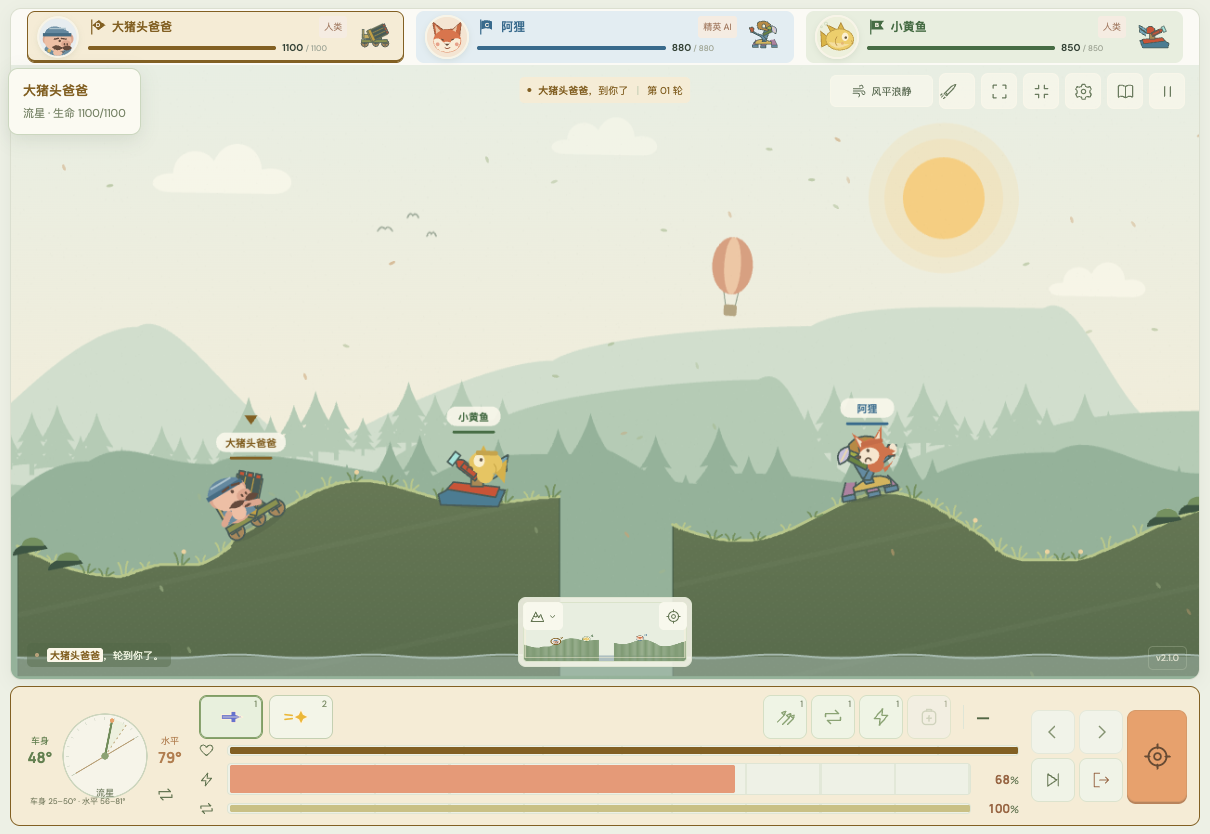 大猪头爸爸 人类
1100 / 1100
阿狸 精英 AI
880 / 880
小黄鱼 人类
850 / 850
大猪头爸爸
流星 · 生命 1100/1100
大猪头爸爸，到你了 | 第 01 轮
风平浪静
小黄鱼
阿狸
大猪头爸爸
大猪头爸爸，轮到你了。
v2.1.0
1 2 1 1 1 1
车身
48°
水平
79°
流星
车身 25–50° · 水平 56–81°
68%
100%